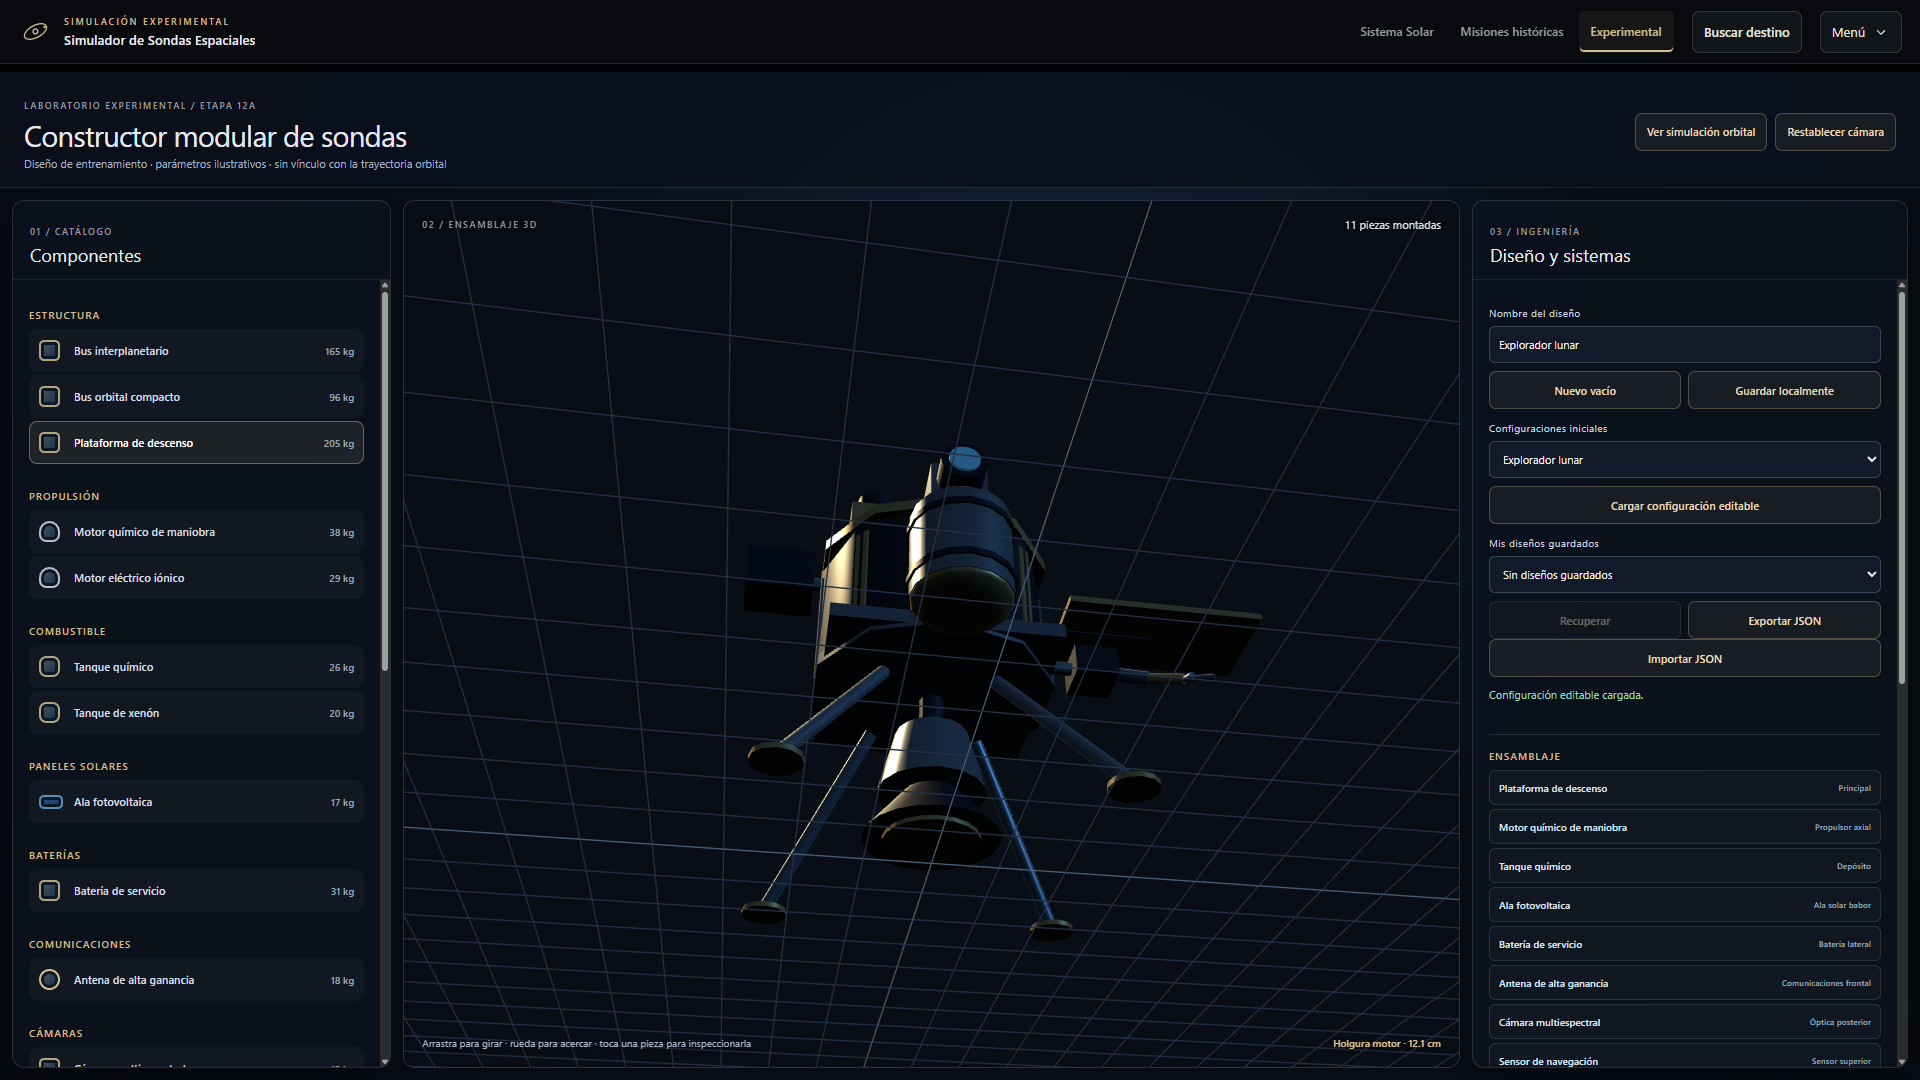 SIMULACIÓN EXPERIMENTAL
Simulador de Sondas Espaciales
Sistema Solar
Misiones históricas
Experimental
Buscar destino
Menú
LABORATORIO EXPERIMENTAL / ETAPA 12A
Constructor modular de sondas
Diseño de entrenamiento · parámetros ilustrativos · sin vínculo con la trayectoria orbital
Ver simulación orbital
Restablecer cámara
01 / CATÁLOGO
Componentes
ESTRUCTURA
Bus interplanetario 165 kg
Bus orbital compacto 96 kg
Plataforma de descenso 205 kg
PROPULSIÓN
Motor químico de maniobra 38 kg
Motor eléctrico iónico 29 kg
COMBUSTIBLE
Tanque químico 26 kg
Tanque de xenón 20 kg
PANELES SOLARES
Ala fotovoltaica 17 kg
BATERÍAS
Batería de servicio 31 kg
COMUNICACIONES
Antena de alta ganancia 18 kg
CÁMARAS
02 / ENSAMBLAJE 3D
11 piezas montadas
Arrastra para girar · rueda para acercar · toca una pieza para inspeccionarla
Holgura motor · 12.1 cm
03 / INGENIERÍA
Diseño y sistemas
Nombre del diseño
Explorador lunar
Nuevo vacío
Guardar localmente
Configuraciones iniciales
Explorador lunar
Cargar configuración editable
Mis diseños guardados
Sin diseños guardados
Recuperar
Exportar JSON
Importar JSON
Configuración editable cargada.
ENSAMBLAJE
Plataforma de descenso Principal
Motor químico de maniobra Propulsor axial
Tanque químico Depósito
Ala fotovoltaica Ala solar babor
Batería de servicio Batería lateral
Antena de alta ganancia Comunicaciones frontal
Cámara multiespectral Óptica posterior
Sensor de navegación Sensor superior